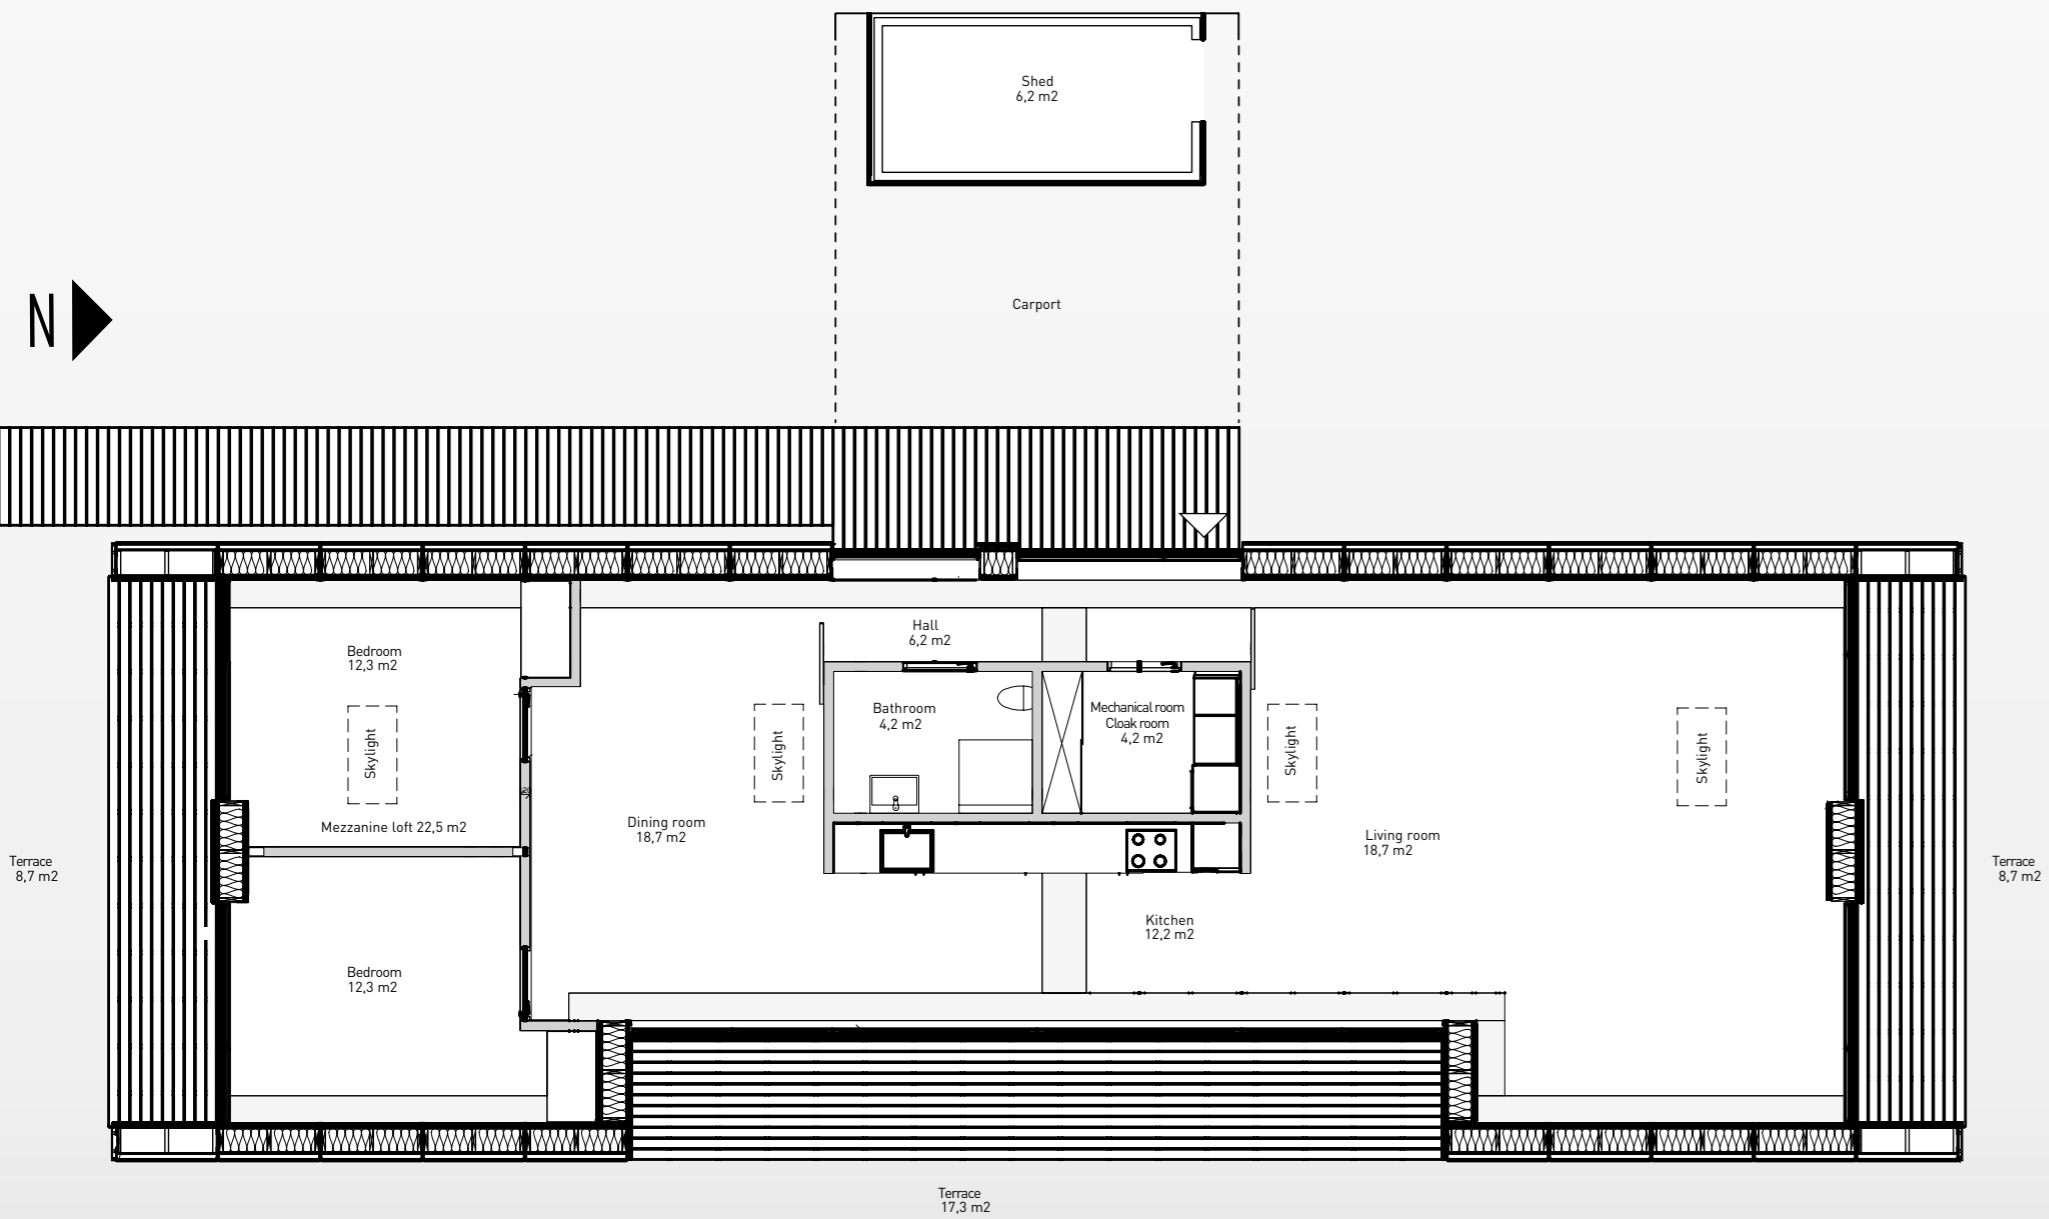 Shed
6,2 m2
N
Carport
Hall
6,2 m2
Bedroom
12,3 m2
Bathroom
4,2 m2
Mechanical room
Cloak room
4,2 m2
Skylight
Skylight
Skylight
Skylight
Mezzanine loft 22,5 m2
Dining room
18,7 m2
Living room
18,7 m2
Terrace
8,7 m2
Terrace
8,7 m2
Kitchen
12,2 m2
Bedroom
12,3 m2
Terrace
17,3 m2